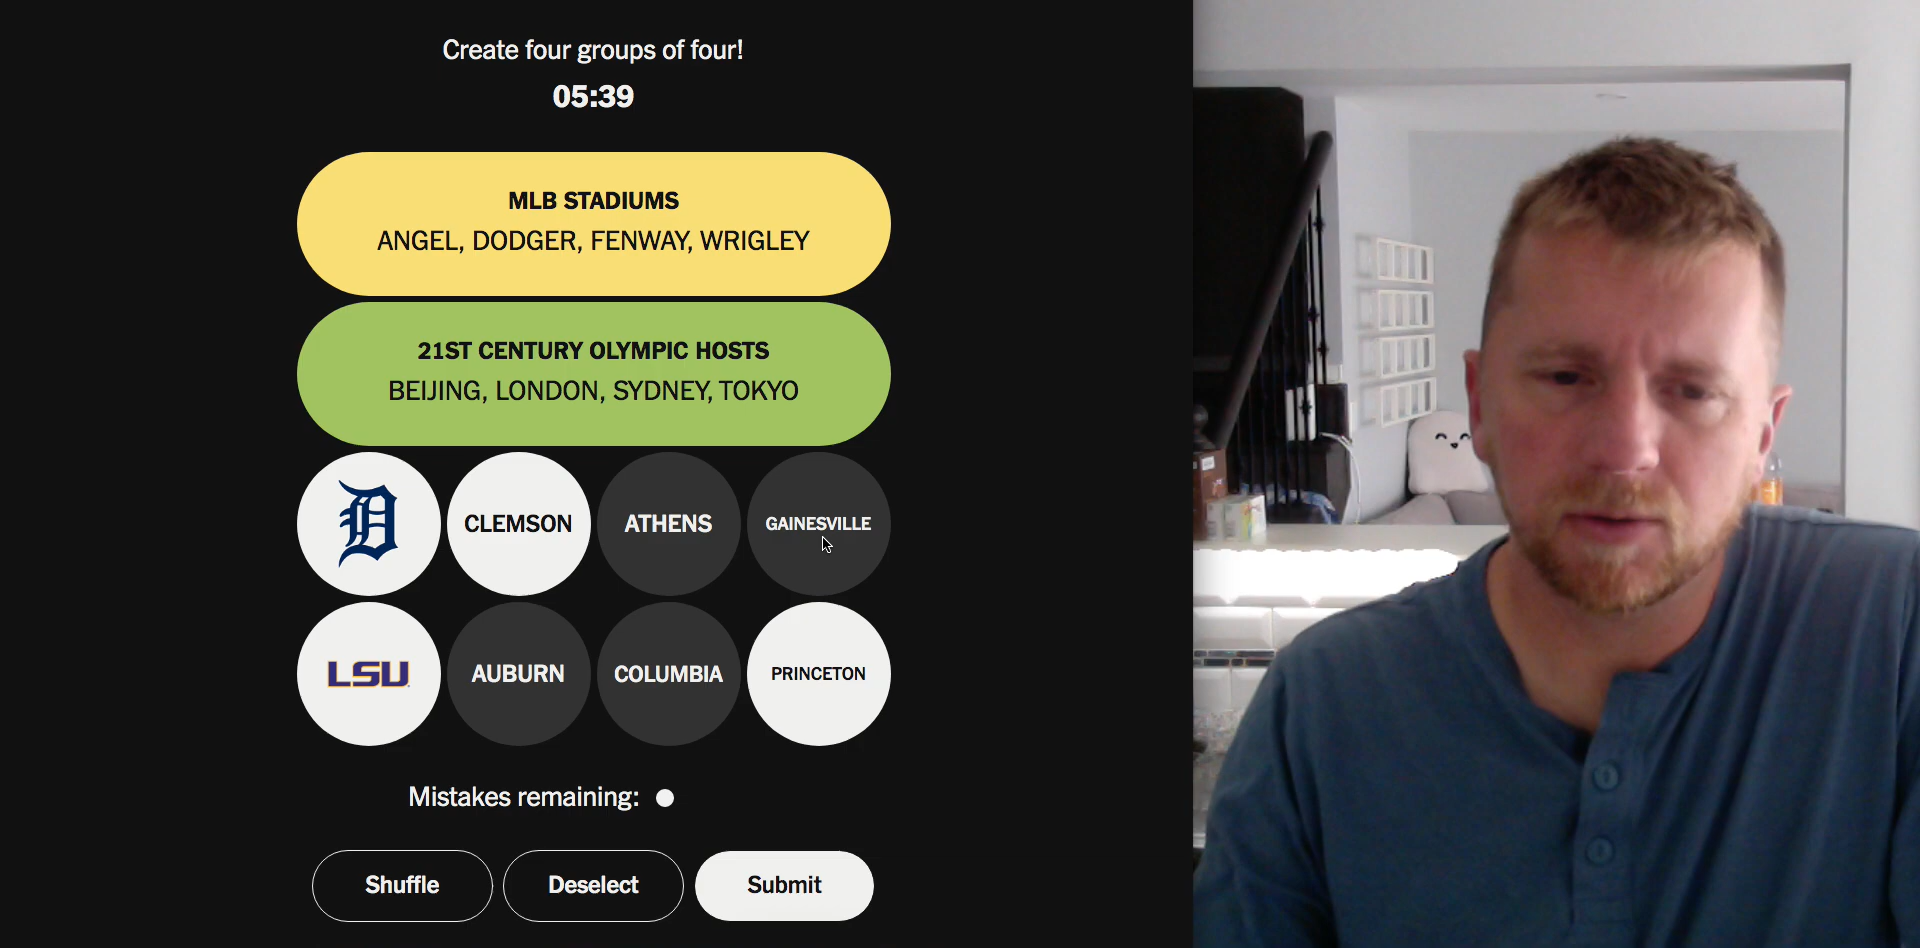 Create four groups of four!
05:39
MLB STADIUMS
ANGEL, DODGER, FENWAY, WRIGLEY
21ST CENTURY OLYMPIC HOSTS
BEIJING, LONDON, SYDNEY, TOKYO
D CLEMSON ATHENS GAINESVILLE
LSU AUBURN COLUMBIA PRINCETON
Mistakes remaining:
Shuffle Deselect Submit